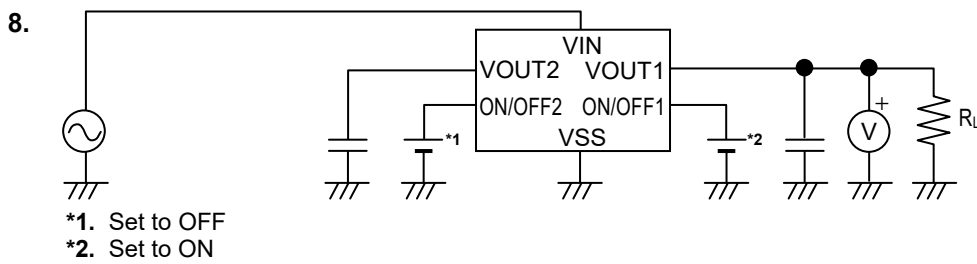 8.
VIN
VOUT2 VOUT1
ON/OFF2 ON/OFF1
*1 *2
VSS
+
V
RL
*1. Set to OFF
*2. Set to ON